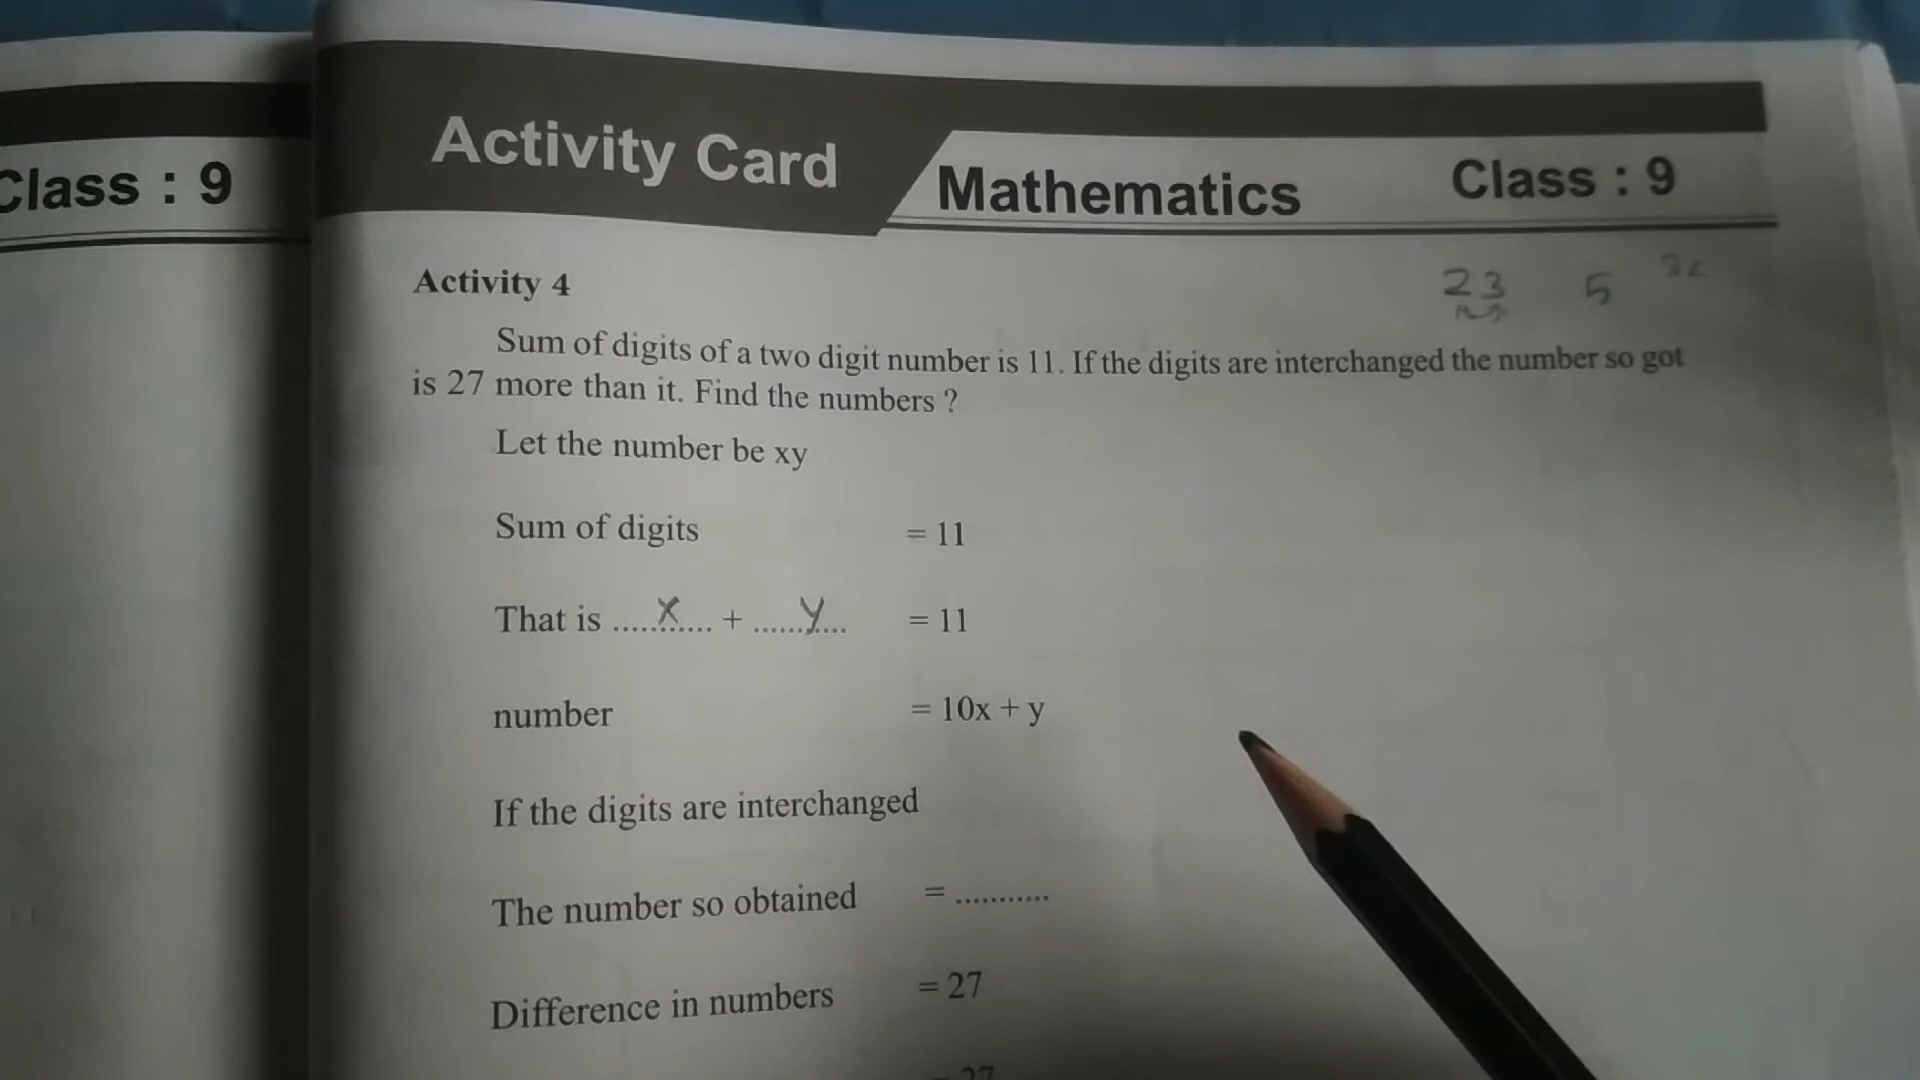 Class : 9
Activity Card
Mathematics
Class : 9
Activity 4
23 5
Sum of digits of a two digit number is 11. If the digits are interchanged the number so got
is 27 more than it. Find the numbers ?
Let the number be xy
Sum of digits = 11
That is ....x.... + ....y.... = 11
number = 10x + y
If the digits are interchanged
The number so obtained = ...........
Difference in numbers = 27